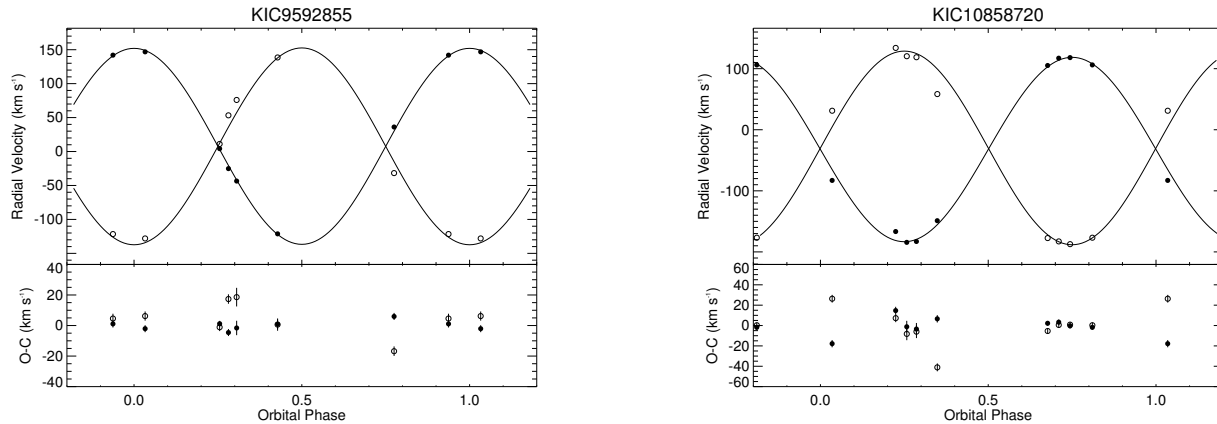 KIC9592855
Radial Velocity (km s⁻¹)
150
100
50
0
-50
-100
O-C (km s⁻¹)
40
20
0
-20
-40
0.0 0.5 1.0
Orbital Phase
KIC10858720
Radial Velocity (km s⁻¹)
100
0
-100
O-C (km s⁻¹)
60
40
20
0
-20
-40
-60
0.0 0.5 1.0
Orbital Phase